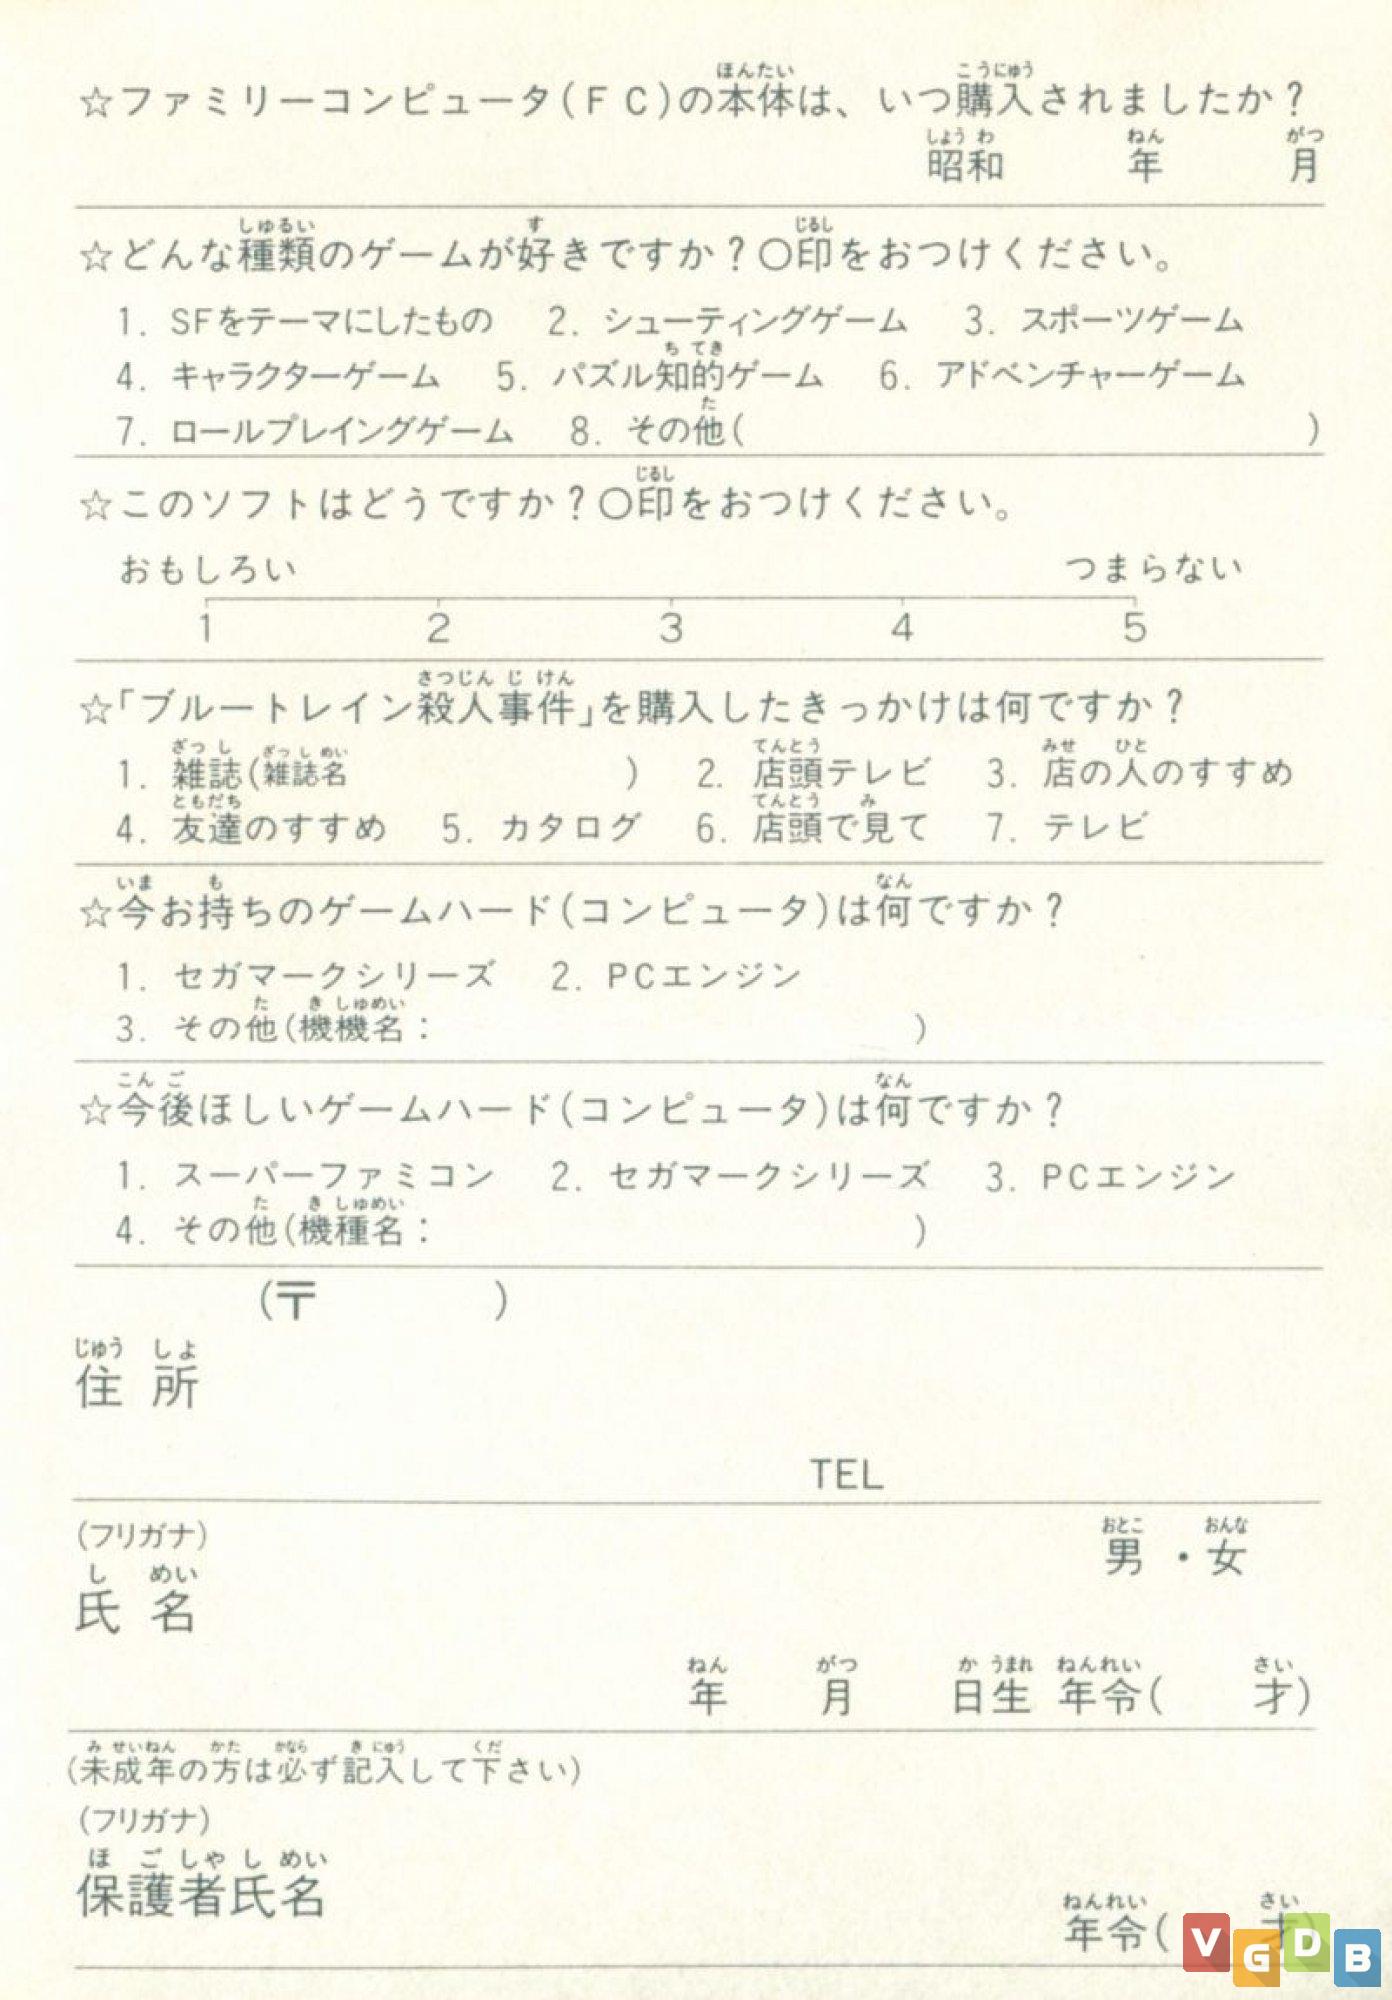 ☆ファミリーコンピュータ(FC)の本体は、いつ購入されましたか?
昭和 年 月
☆どんな種類のゲームが好きですか?○印をおつけください。
1. SFをテーマにしたもの 2. シューティングゲーム 3. スポーツゲーム
4. キャラクターゲーム 5. パズル知的ゲーム 6. アドベンチャーゲーム
7. ロールプレイングゲーム 8. その他( )
☆このソフトはどうですか?○印をおつけください。
おもしろい つまらない
1 2 3 4 5
☆「ブルートレイン殺人事件」を購入したきっかけは何ですか?
1. 雑誌(雑誌名 ) 2. 店頭テレビ 3. 店の人のすすめ
4. 友達のすすめ 5. カタログ 6. 店頭で見て 7. テレビ
☆今お持ちのゲームハード(コンピュータ)は何ですか?
1. セガマークシリーズ 2. PCエンジン
3. その他(機機名: )
☆今後ほしいゲームハード(コンピュータ)は何ですか?
1. スーパーファミコン 2. セガマークシリーズ 3. PCエンジン
4. その他(機種名: )
(〒 )
住所
TEL
(フリガナ)
氏名
男・女
年 月 日生 年令( 才)
(未成年の方は必ず記入して下さい)
(フリガナ)
保護者氏名
年令( 才)
VGDB